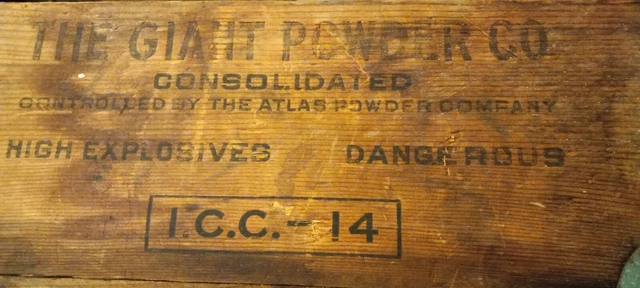 THE GIANT POWDER CO
CONSOLIDATED
CONTROLLED BY THE ATLAS POWDER COMPANY
HIGH EXPLOSIVES DANGEROUS
I.C.C.-14